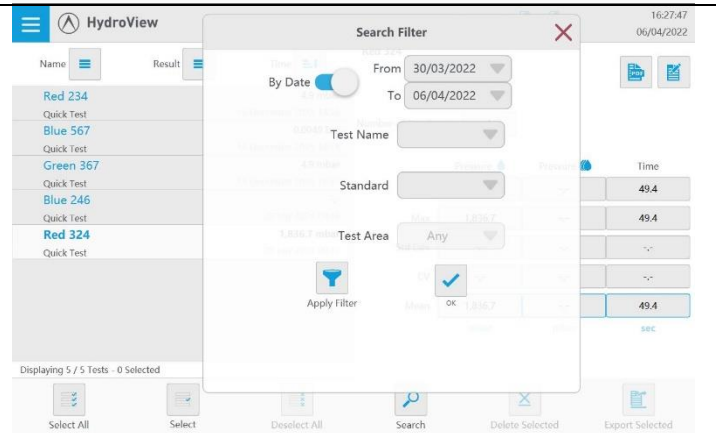 HydroView
16:27:47
06/04/2022
Search Filter
Name
Result
By Date
From
30/03/2022
To
06/04/2022
Red 234
Quick Test
Blue 567
Quick Test
Green 367
Quick Test
Blue 246
Quick Test
Red 324
Quick Test
Test Name
Standard
Test Area
Any
Apply Filter
OK
PDF
Time
49.4
49.4
-.-
-.-
49.4
sec
Displaying 5 / 5 Tests - 0 Selected
Select All
Select
Deselect All
Search
Delete Selected
Export Selected